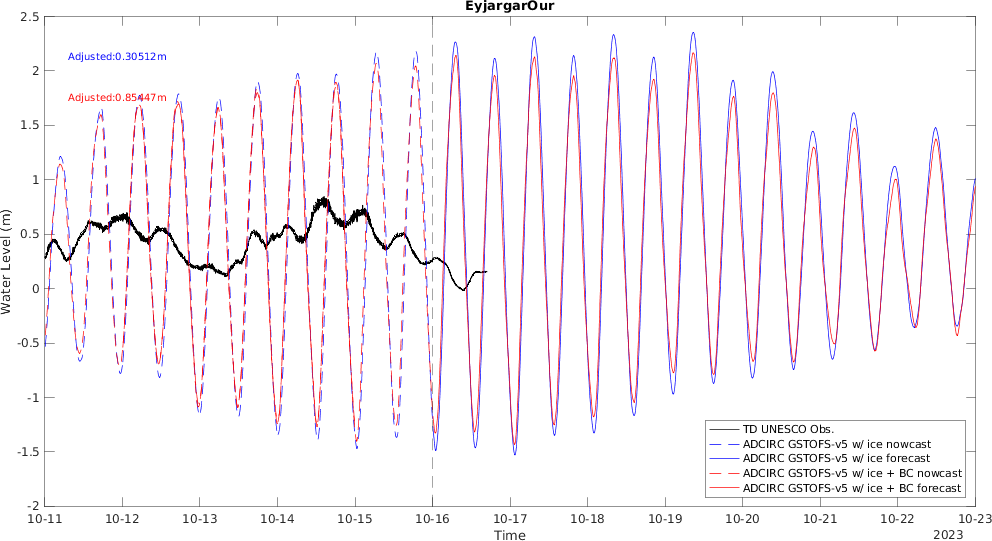 EyjargarOur
Adjusted:0.30512m
Adjusted:0.85447m
Water Level (m)
2.5
2
1.5
1
0.5
0
-0.5
-1
-1.5
-2
TD UNESCO Obs.
ADCIRC GSTOFS-v5 w/ ice nowcast
ADCIRC GSTOFS-v5 w/ ice forecast
ADCIRC GSTOFS-v5 w/ ice + BC nowcast
ADCIRC GSTOFS-v5 w/ ice + BC forecast
10-11 10-12 10-13 10-14 10-15 10-16 10-17 10-18 10-19 10-20 10-21 10-22 10-23
Time
2023